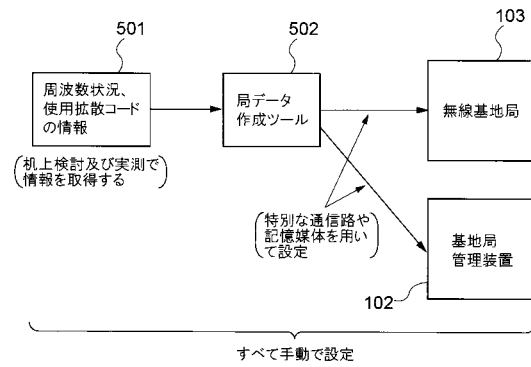 501
502
103
周波数状況、
使用拡散コード
の情報
局データ
作成ツール
無線基地局
(机上検討及び実測で
情報を取得する)
(特別な通信路や
記憶媒体を用い
て設定)
基地局
管理装置
102
すべて手動で設定